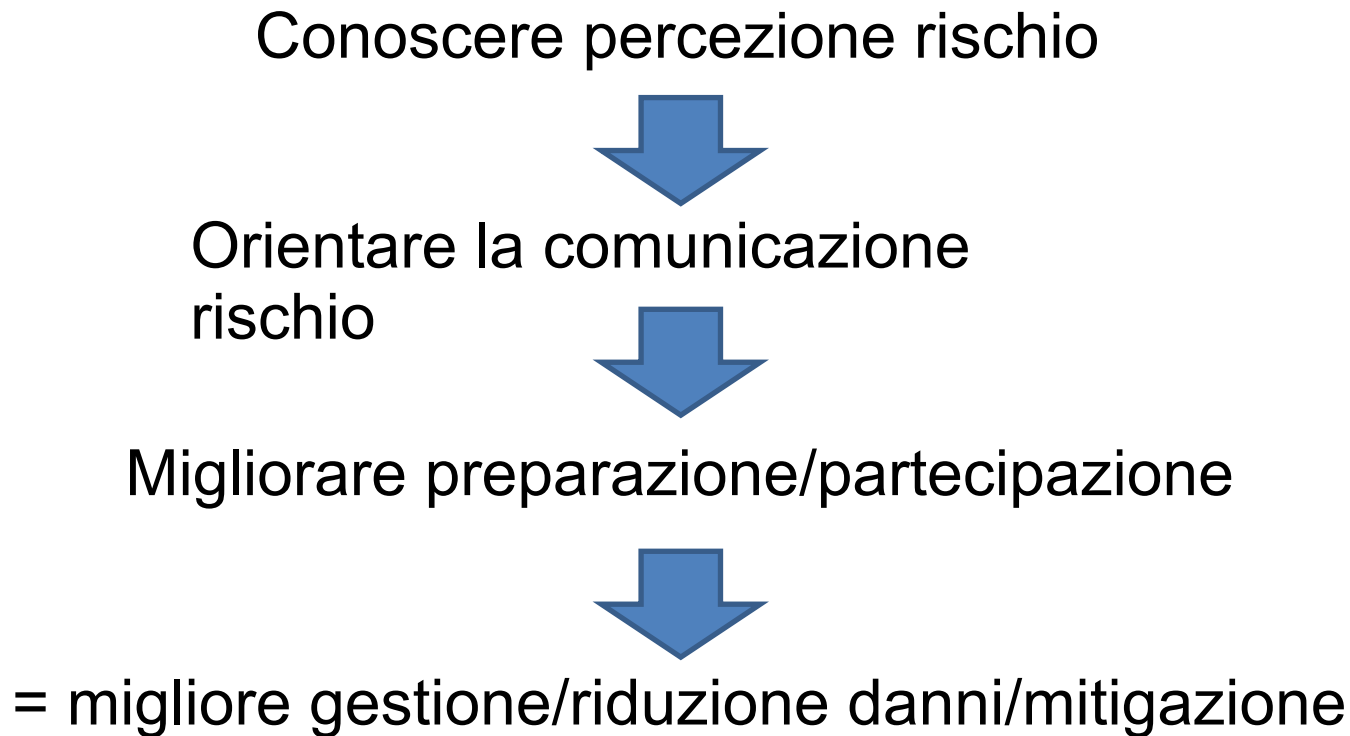 Conoscere percezione rischio
Orientare la comunicazione
rischio
Migliorare preparazione/partecipazione
= migliore gestione/riduzione danni/mitigazione